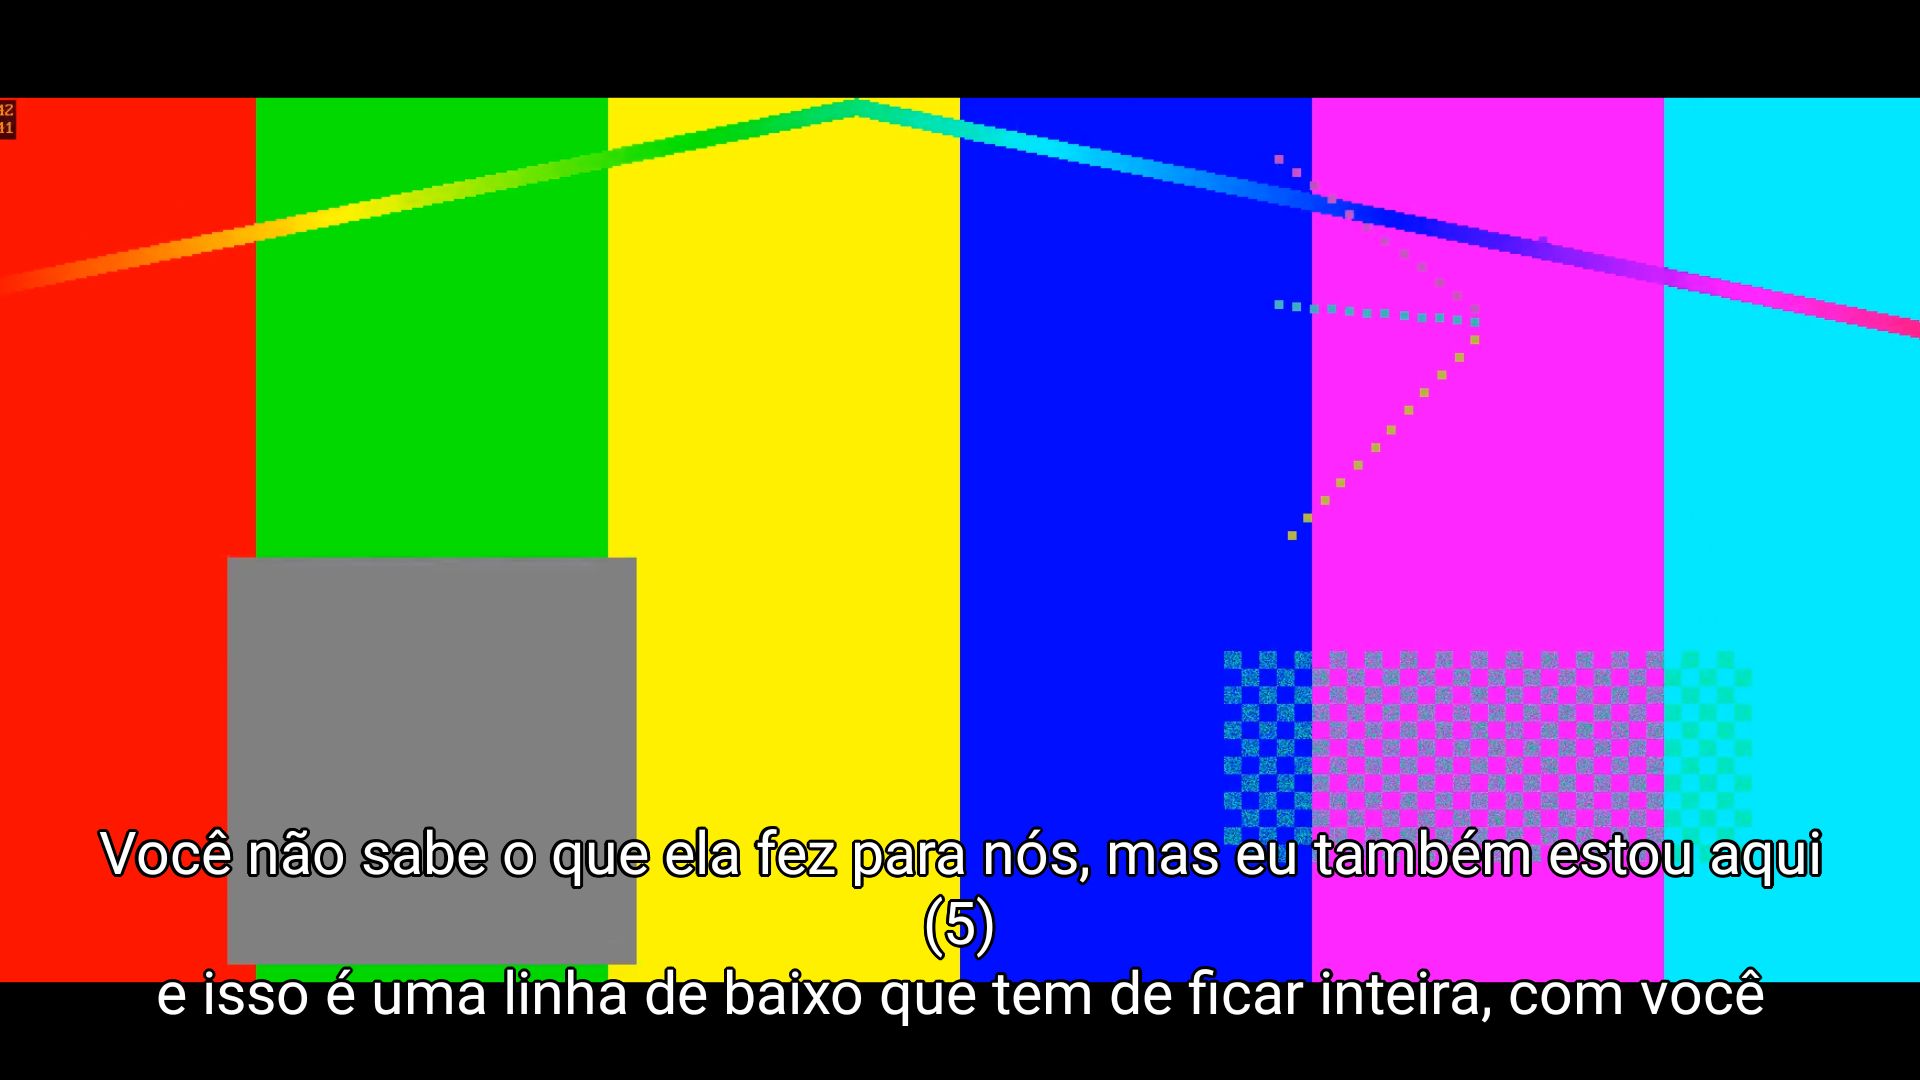 Você não sabe o que ela fez para nós, mas eu também estou aqui
(5)
e isso é uma linha de baixo que tem de ficar inteira, com você